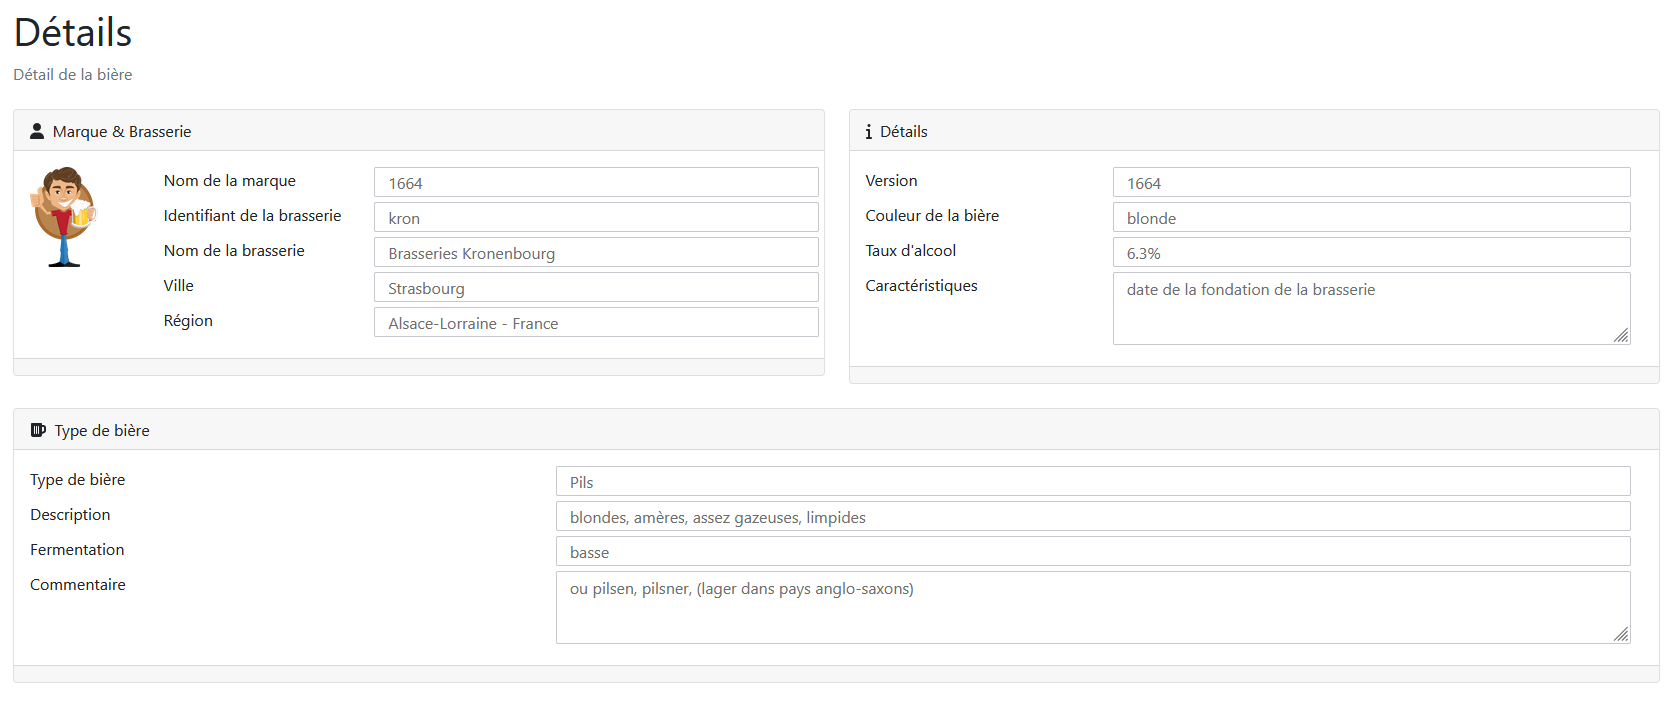 Détails
Détail de la bière
Marque & Brasserie
Nom de la marque 1664
Identifiant de la brasserie kron
Nom de la brasserie Brasseries Kronenbourg
Ville Strasbourg
Région Alsace-Lorraine - France
Détails
Version 1664
Couleur de la bière blonde
Taux d'alcool 6.3%
Caractéristiques date de la fondation de la brasserie
Type de bière
Type de bière Pils
Description blondes, amères, assez gazeuses, limpides
Fermentation basse
Commentaire ou pilsen, pilsner, (lager dans pays anglo-saxons)